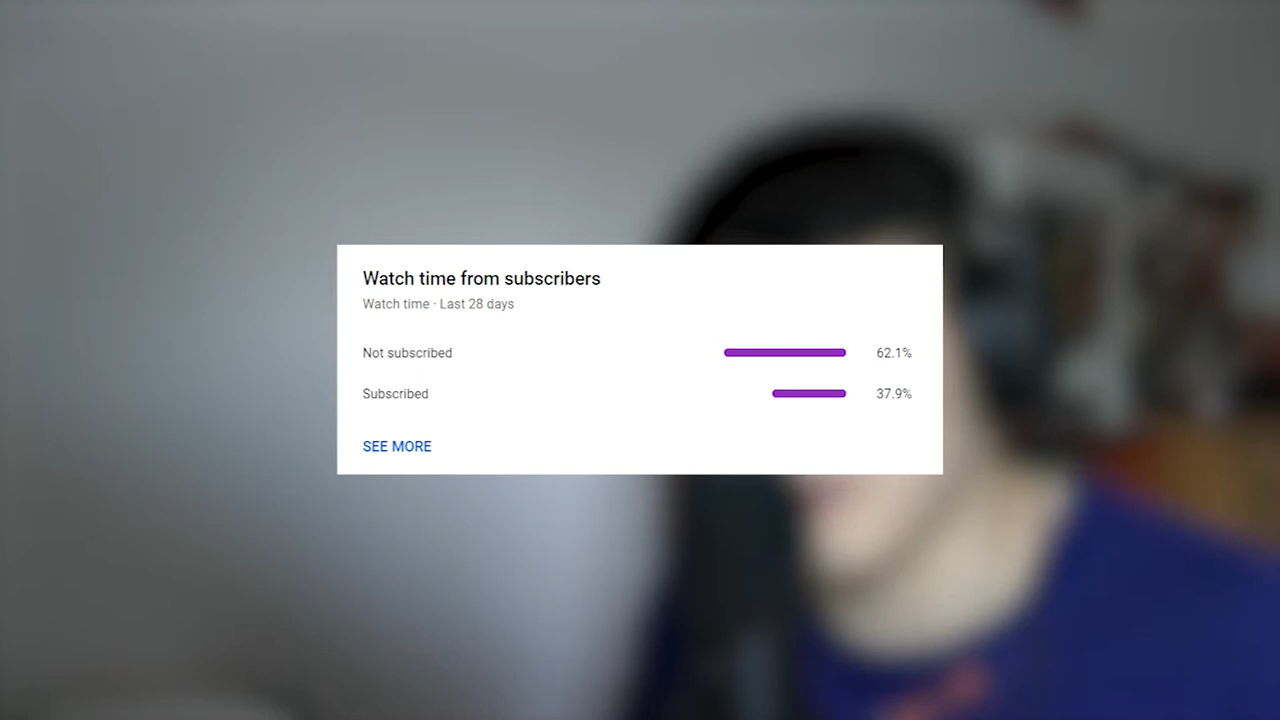 Watch time from subscribers
Watch time · Last 28 days
Not subscribed 62.1%
Subscribed 37.9%
SEE MORE